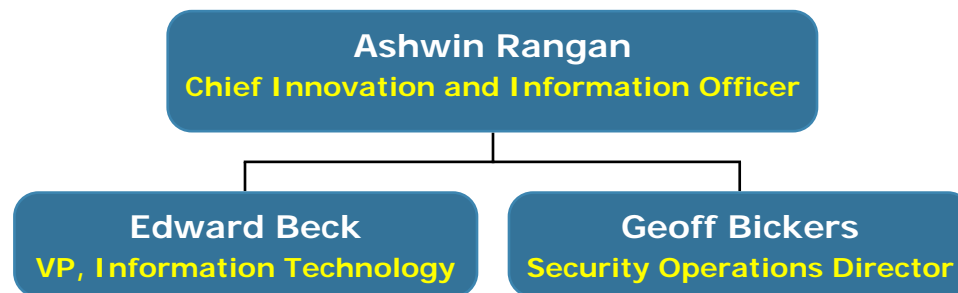 Ashwin Rangan
Chief Innovation and Information Officer
Edward Beck
VP, Information Technology
Geoff Bickers
Security Operations Director